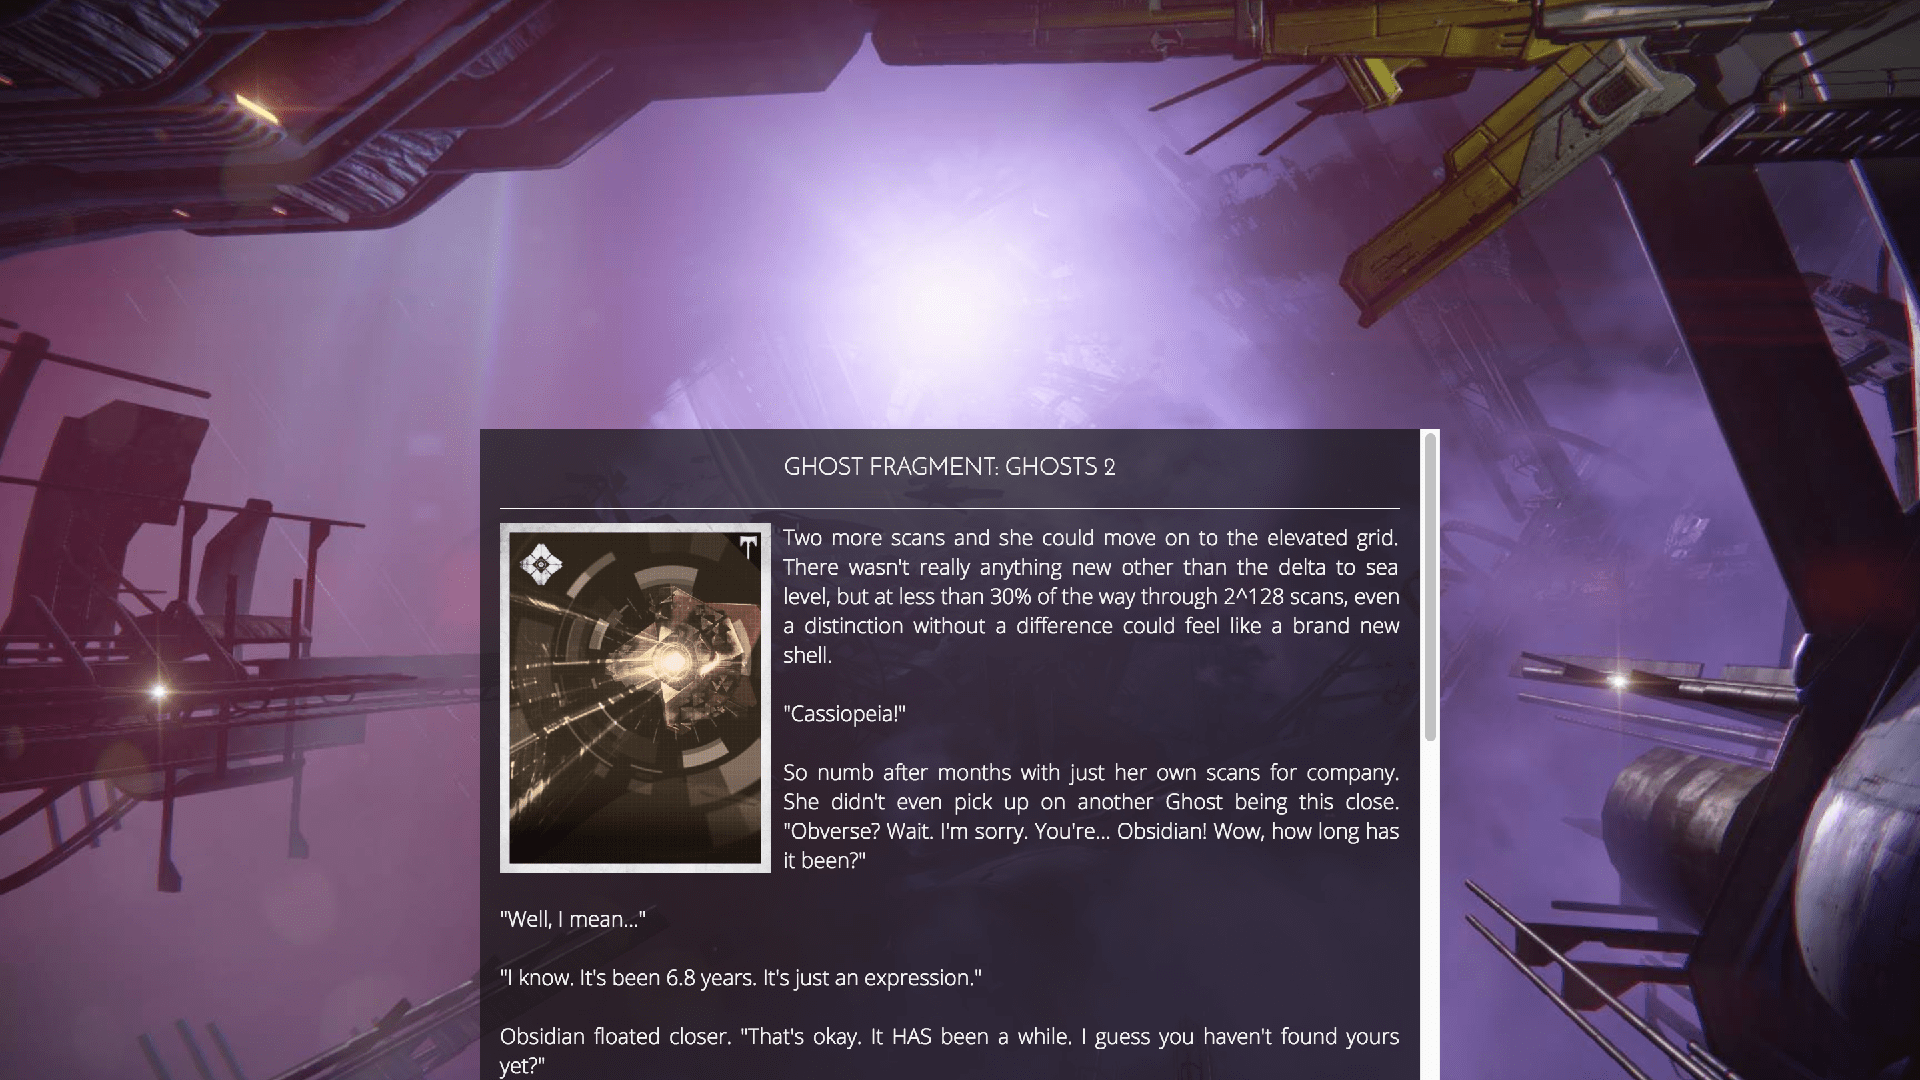 GHOST FRAGMENT: GHOSTS 2
Two more scans and she could move on to the elevated grid.
There wasn't really anything new other than the delta to sea
level, but at less than 30% of the way through 2^128 scans, even
a distinction without a difference could feel like a brand new
shell.
"Cassiopeia!"
So numb after months with just her own scans for company.
She didn't even pick up on another Ghost being this close.
"Obverse? Wait. I'm sorry. You're... Obsidian! Wow, how long has
it been?"
"Well, I mean..."
"I know. It's been 6.8 years. It's just an expression."
Obsidian floated closer. "That's okay. It HAS been a while. I guess you haven't found yours
yet?"